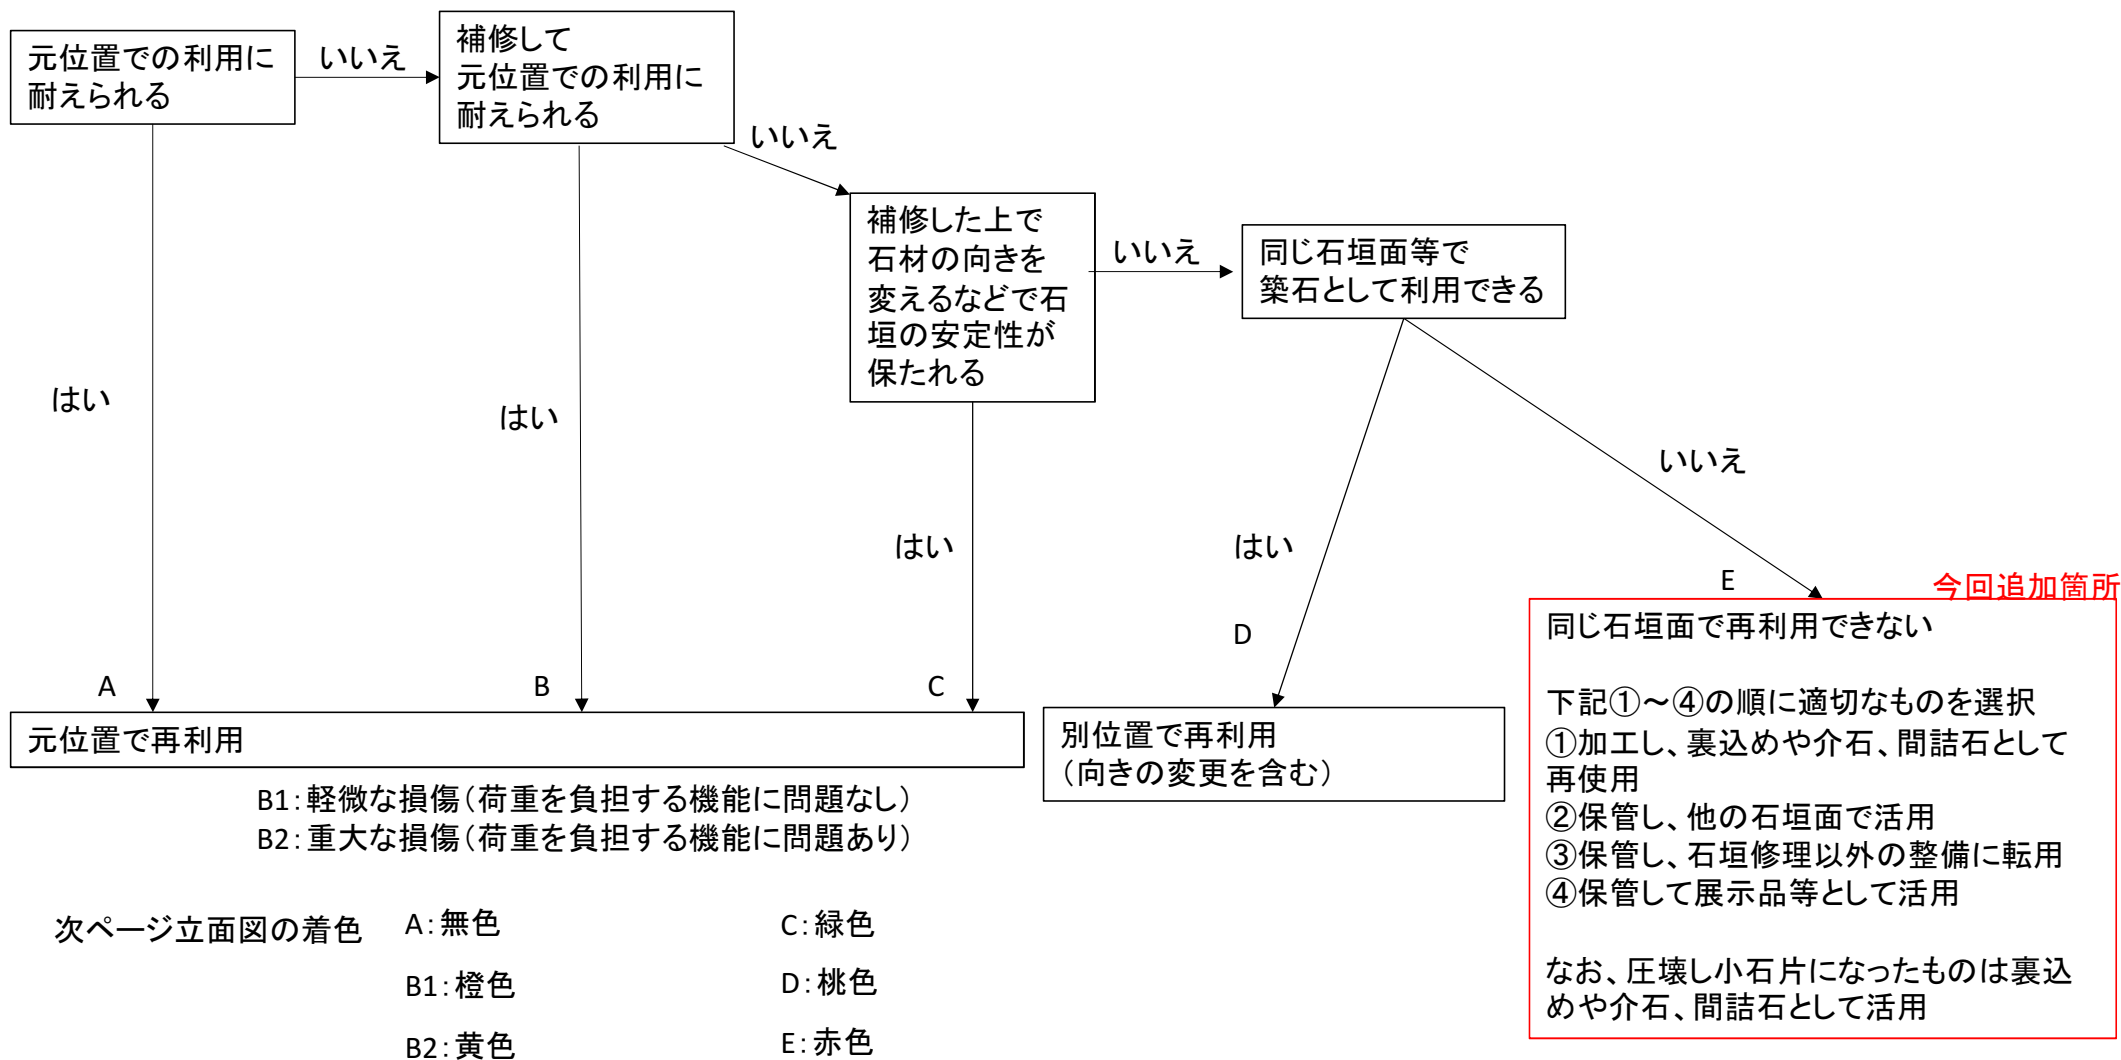 元位置での利用に
耐えられる
いいえ
補修して
元位置での利用に
耐えられる
いいえ
補修した上で
石材の向きを
変えるなどで石
垣の安定性が
保たれる
いいえ
同じ石垣面等で
築石として利用できる
はい
はい
はい
はい
いいえ
A
B
C
D
E
今回追加箇所
元位置で再利用
別位置で再利用
（向きの変更を含む）
同じ石垣面で再利用できない
下記①～④の順に適切なものを選択
①加工し、裏込めや介石、間詰石として
再使用
②保管し、他の石垣面で活用
③保管し、石垣修理以外の整備に転用
④保管して展示品等として活用
なお、圧壊し小石片になったものは裏込
めや介石、間詰石として活用
B1：軽微な損傷（荷重を負担する機能に問題なし）
B2：重大な損傷（荷重を負担する機能に問題あり）
次ページ立面図の着色
A：無色
B1：橙色
B2：黄色
C：緑色
D：桃色
E：赤色